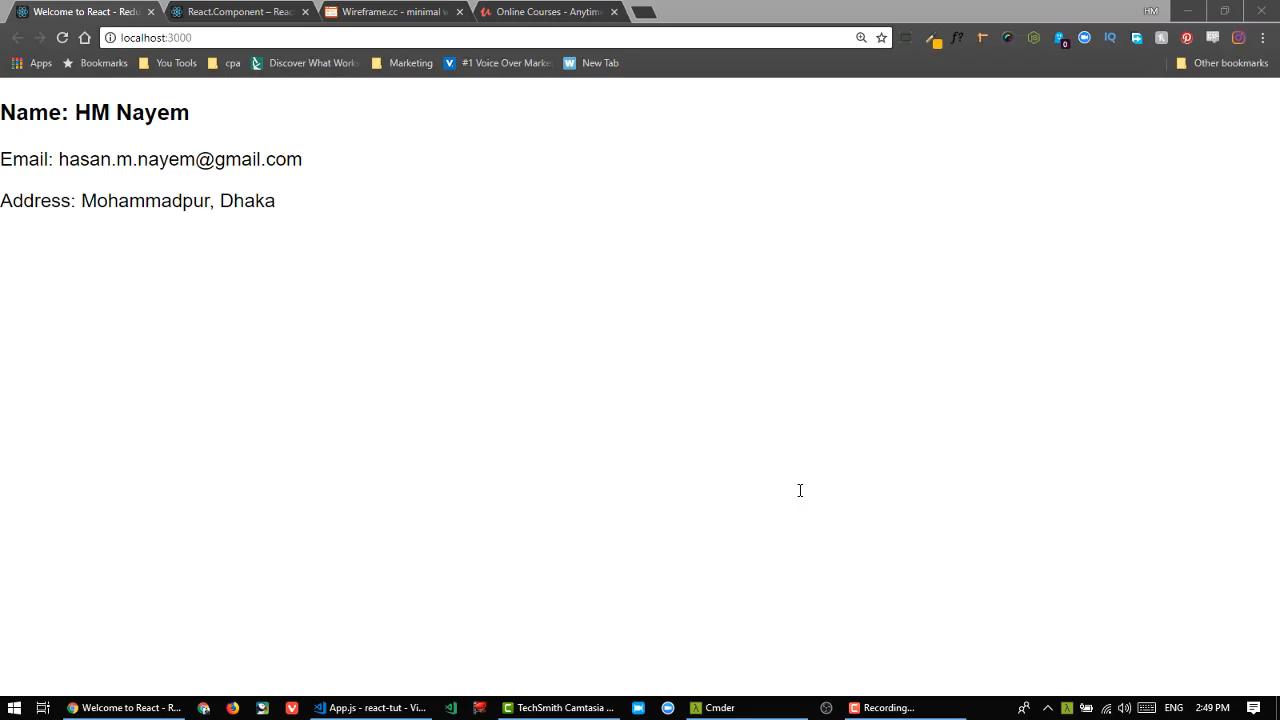 Welcome to React - Redu
React.Component – Reac
Wireframe.cc - minimal w
Online Courses - Anytim
HM
localhost:3000
f?
0
IQ
Apps
Bookmarks
You Tools
cpa
Discover What Works
Marketing
#1 Voice Over Marke
New Tab
Other bookmarks
Name: HM Nayem
Email: hasan.m.nayem@gmail.com
Address: Mohammadpur, Dhaka
Welcome to React - R...
App.js - react-tut - Vi...
TechSmith Camtasia ...
Cmder
Recording...
ENG
2:49 PM